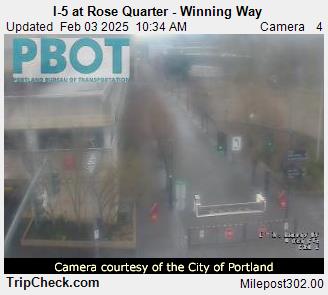 I-5 at Rose Quarter - Winning Way
Updated Feb 03 2025 10:34 AM Camera 4
PBOT
PORTLAND BUREAU OF TRANSPORTATION
Camera courtesy of the City of Portland
TripCheck.com Milepost302.00